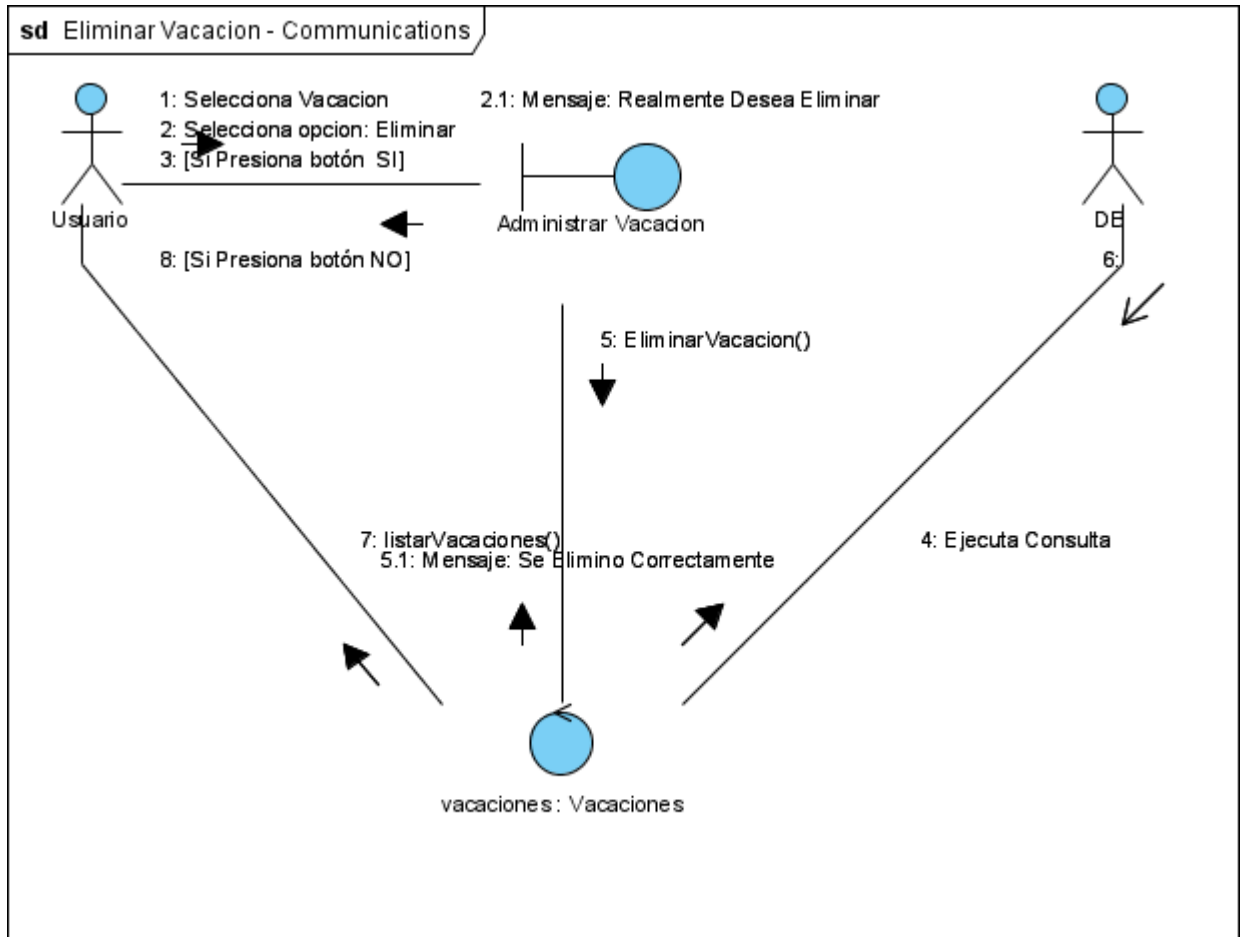 sd Eliminar Vacacion - Communications
1: Selecciona Vacacion
2.1: Mensaje: Realmente Desea Eliminar
2: Selecciona opcion: Eliminar
3: [Si Presiona botón SI]
Usuario
Administrar Vacacion
DE
8: [Si Presiona botón NO]
6:
5: EliminarVacacion()
7: listarVacaciones()
4: Ejecuta Consulta
5.1: Mensaje: Se Elimino Correctamente
vacaciones : Vacaciones